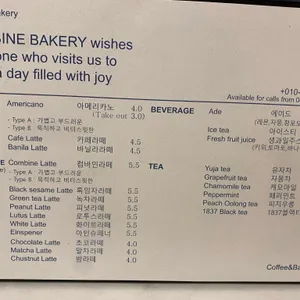 akery
INE BAKERY wishes
one who visits us to
a day filled with joy
+010-
Available for calls from 0
Americano 아메리카노 4.0
(Take out 3.0)
- Type A : 가볍고 부드러운
- Type B : 묵직하고 바디스윗한
Cafe Latte 카페라떼 4.5
Banila Latte 바닐라라떼 4.5
Combine Latte 컴바인라떼 5.5
- Type A : 가볍고 부드러운
- Type B : 묵직하고 바디스윗한
Black sesame Latte 흑임자라떼 5.5
Green tea Latte 녹차라떼 5.5
Peanut Latte 피넛라떼 5.5
Lutus Latte 로투스라떼 5.5
White Latte 화이트라떼 5.5
Einspener 아인슈페너 5.5
Chocolate Latte 초코라떼 4.0
Matcha Latte 말차라떼 4.0
Chustnut Latte 밤라떼 4.0
BEVERAGE Ade 에이드
Ice tea 아이스티
Fresh fruit juice 생과일주스
TEA Yuja tea 유자차
Grapefruit tea 자몽차
Chamomile tea 캐모마일
Peppermint 페퍼민트
Peach Oolong tea 피치우롱
1837 Black tea 1837블랙티
Coffee&Ba